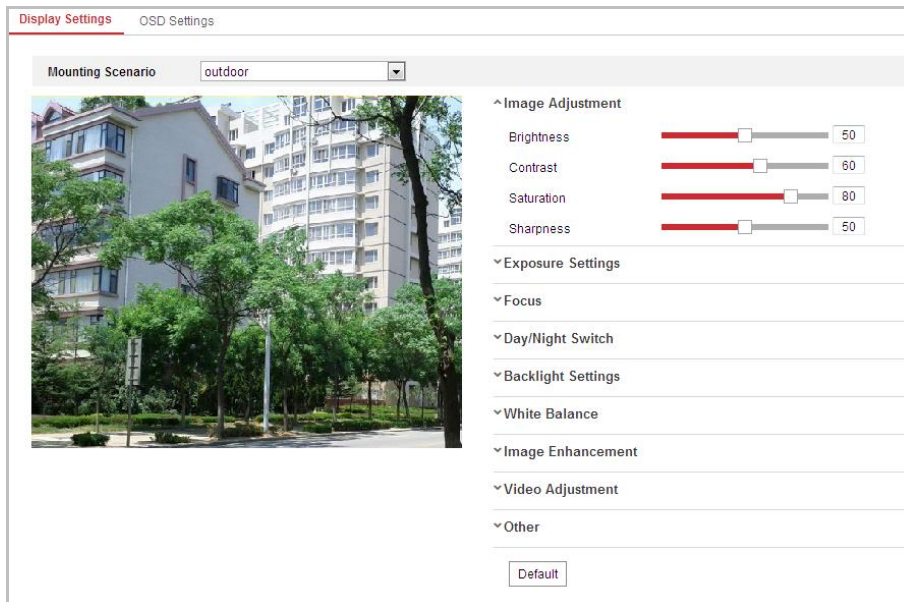 Display Settings
OSD Settings
Mounting Scenario
outdoor
Image Adjustment
Brightness 50
Contrast 60
Saturation 80
Sharpness 50
Exposure Settings
Focus
Day/Night Switch
Backlight Settings
White Balance
Image Enhancement
Video Adjustment
Other
Default